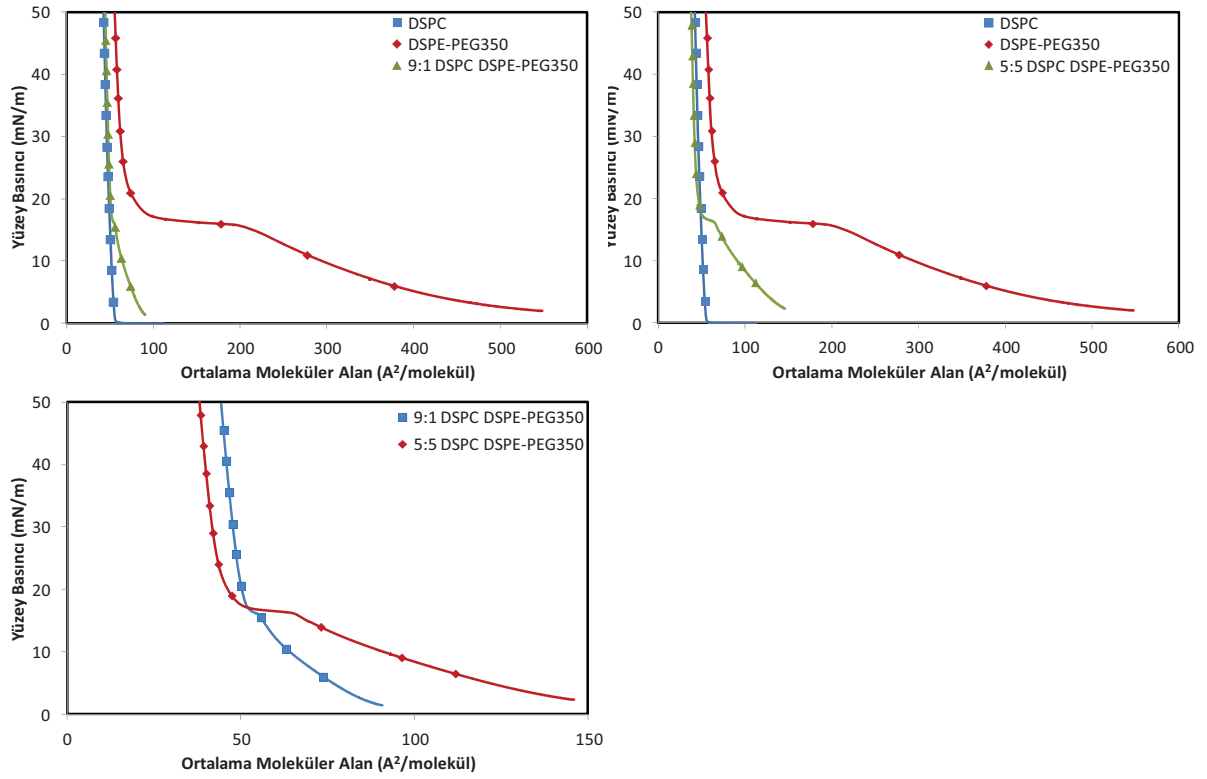 50
40
30
20
10
0
0 100 200 300 400 500 600
Yüzey Basıncı (mN/m)
Ortalama Moleküler Alan (A²/molekül)
DSPC
DSPE-PEG350
9:1 DSPC DSPE-PEG350
50
40
30
20
10
0
0 100 200 300 400 500 600
Yüzey Basıncı (mN/m)
Ortalama Moleküler Alan (A²/molekül)
DSPC
DSPE-PEG350
5:5 DSPC DSPE-PEG350
50
40
30
20
10
0
0 50 100 150
Yüzey Basıncı (mN/m)
Ortalama Moleküler Alan (A²/molekül)
9:1 DSPC DSPE-PEG350
5:5 DSPC DSPE-PEG350